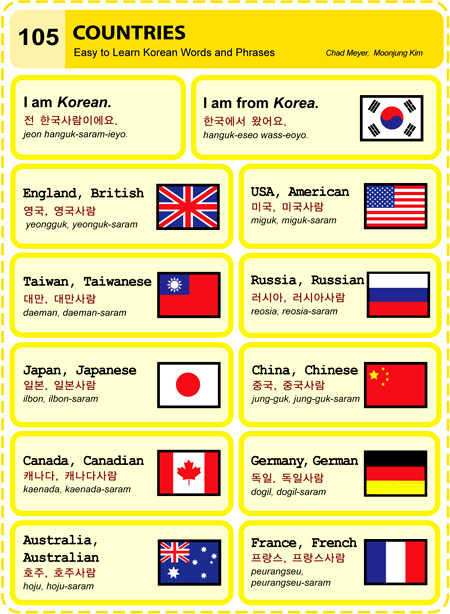 105 COUNTRIES
Easy to Learn Korean Words and Phrases
Chad Meyer, Moonjung Kim
I am Korean.
전 한국사람이에요.
jeon hanguk-saram-ieyo.
I am from Korea.
한국에서 왔어요.
hanguk-eseo wass-eoyo.
England, British
영국, 영국사람
yeongguk, yeonguk-saram
USA, American
미국, 미국사람
miguk, miguk-saram
Taiwan, Taiwanese
대만, 대만사람
daeman, daeman-saram
Russia, Russian
러시아, 러시아사람
reosia, reosia-saram
Japan, Japanese
일본, 일본사람
ilbon, ilbon-saram
China, Chinese
중국, 중국사람
jung-guk, jung-guk-saram
Canada, Canadian
캐나다, 캐나다사람
kaenada, kaenada-saram
Germany, German
독일, 독일사람
dogil, dogil-saram
Australia,
Australian
호주, 호주사람
hoju, hoju-saram
France, French
프랑스, 프랑스사람
peurangseu,
peurangseu-saram